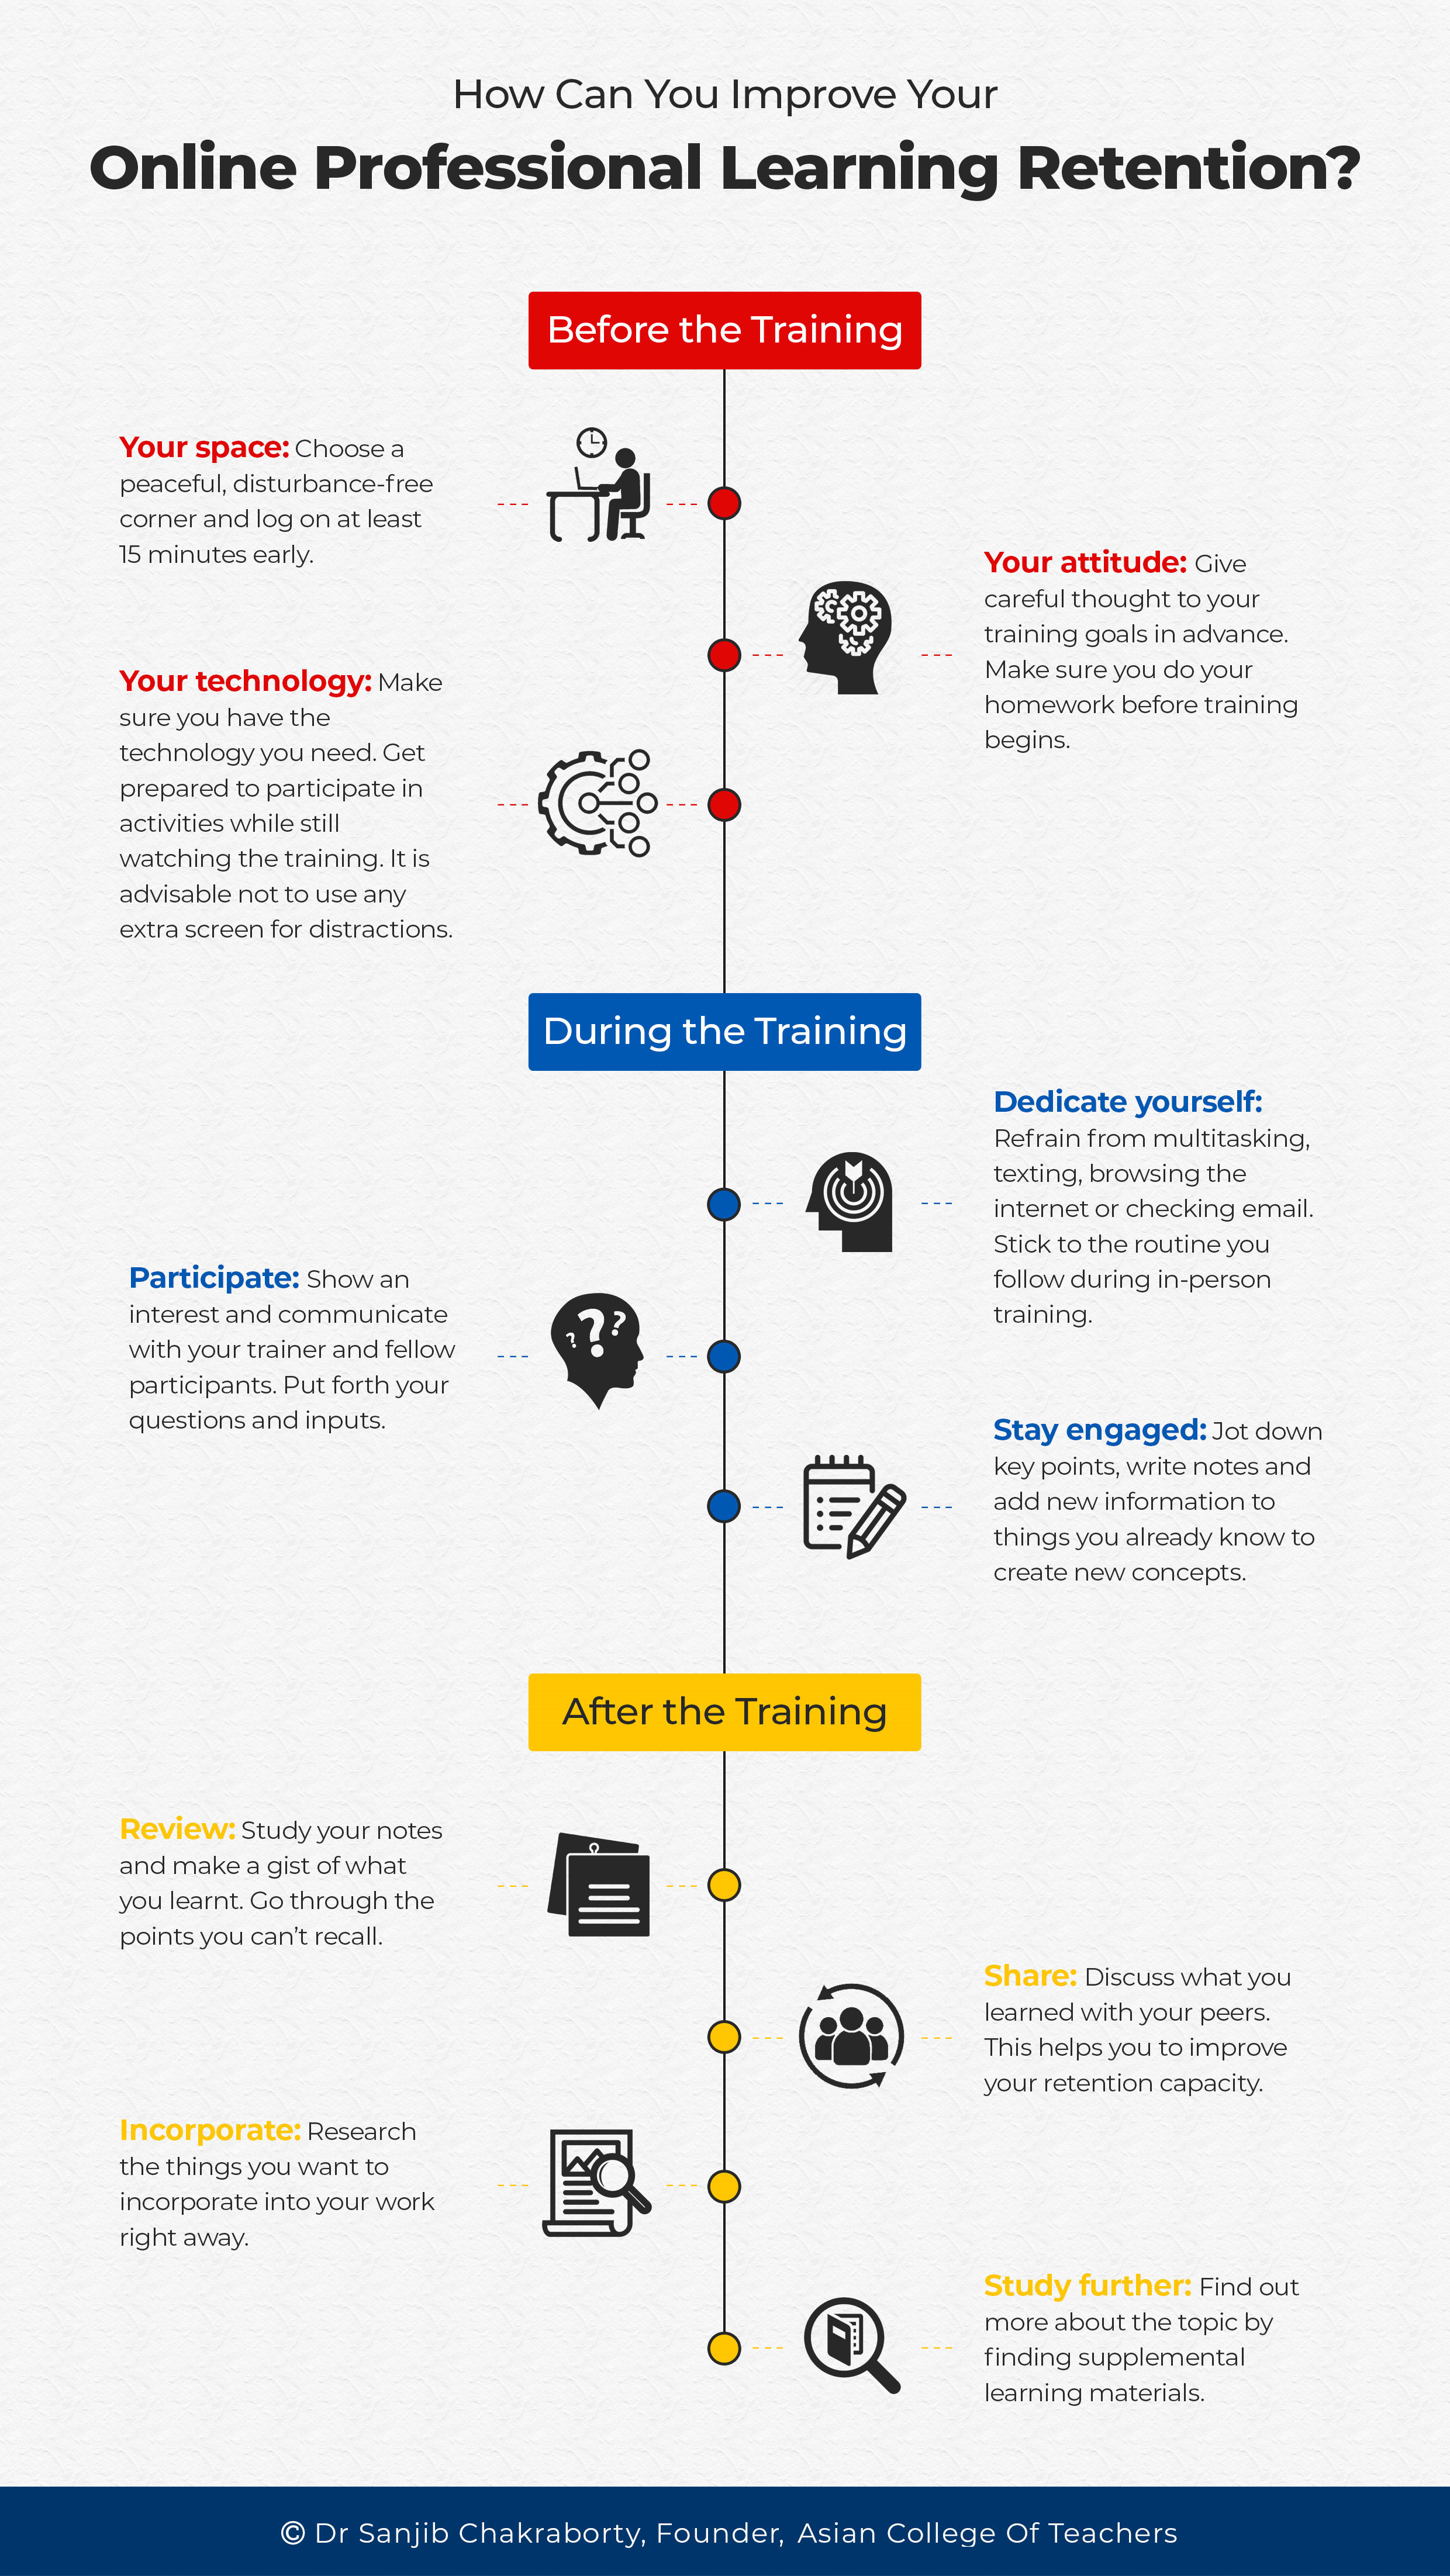 How Can You Improve Your
Online Professional Learning Retention?
Before the Training
Your space: Choose a
peaceful, disturbance-free
corner and log on at least
15 minutes early.
Your attitude: Give
careful thought to your
training goals in advance.
Make sure you do your
homework before training
begins.
Your technology: Make
sure you have the
technology you need. Get
prepared to participate in
activities while still
watching the training. It is
advisable not to use any
extra screen for distractions.
During the Training
Dedicate yourself:
Refrain from multitasking,
texting, browsing the
internet or checking email.
Stick to the routine you
follow during in-person
training.
Participate: Show an
interest and communicate
with your trainer and fellow
participants. Put forth your
questions and inputs.
Stay engaged: Jot down
key points, write notes and
add new information to
things you already know to
create new concepts.
After the Training
Review: Study your notes
and make a gist of what
you learnt. Go through the
points you can’t recall.
Share: Discuss what you
learned with your peers.
This helps you to improve
your retention capacity.
Incorporate: Research
the things you want to
incorporate into your work
right away.
Study further: Find out
more about the topic by
finding supplemental
learning materials.
© Dr Sanjib Chakraborty, Founder, Asian College Of Teachers